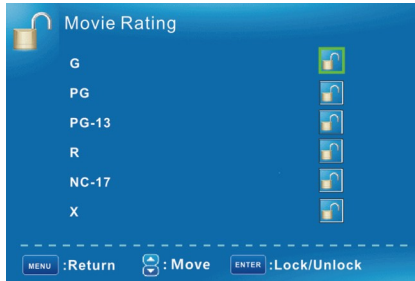 Movie Rating
G
PG
PG-13
R
NC-17
X
MENU :Return : Move ENTER :Lock/Unlock